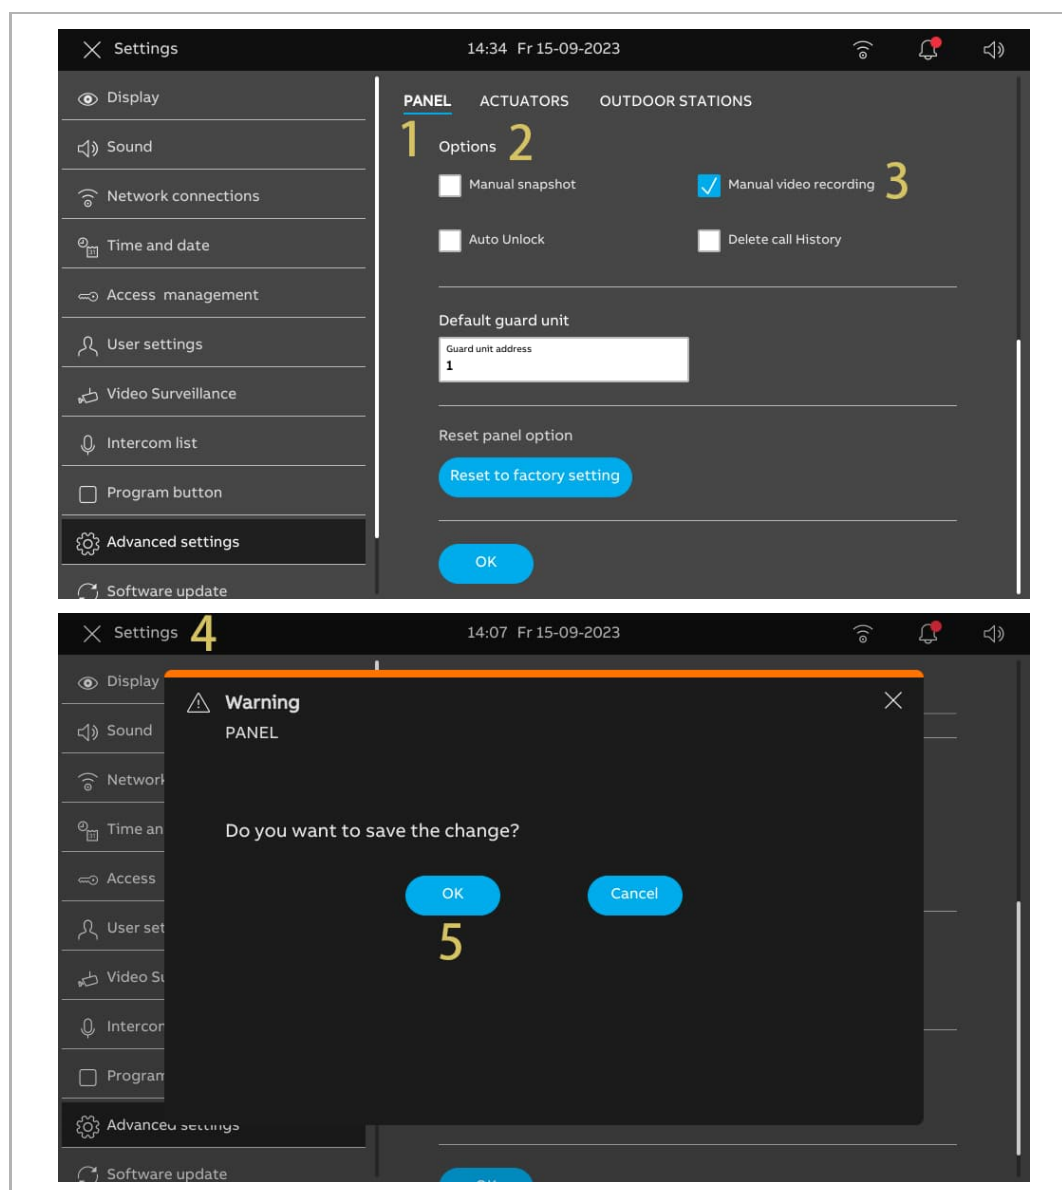 Settings
14:34 Fr 15-09-2023
Display
Sound
Network connections
Time and date
Access management
User settings
Video Surveillance
Intercom list
Program button
Advanced settings
Software update
PANEL ACTUATORS OUTDOOR STATIONS
1 Options 2
Manual snapshot
Manual video recording 3
Auto Unlock
Delete call History
Default guard unit
Guard unit address
1
Reset panel option
Reset to factory setting
OK
Settings 4
14:07 Fr 15-09-2023
Display
Sound
Network
Time an
Access
User set
Video Su
Intercon
Program
Advanced settings
Software update
Warning
PANEL
Do you want to save the change?
OK
Cancel
5
OK